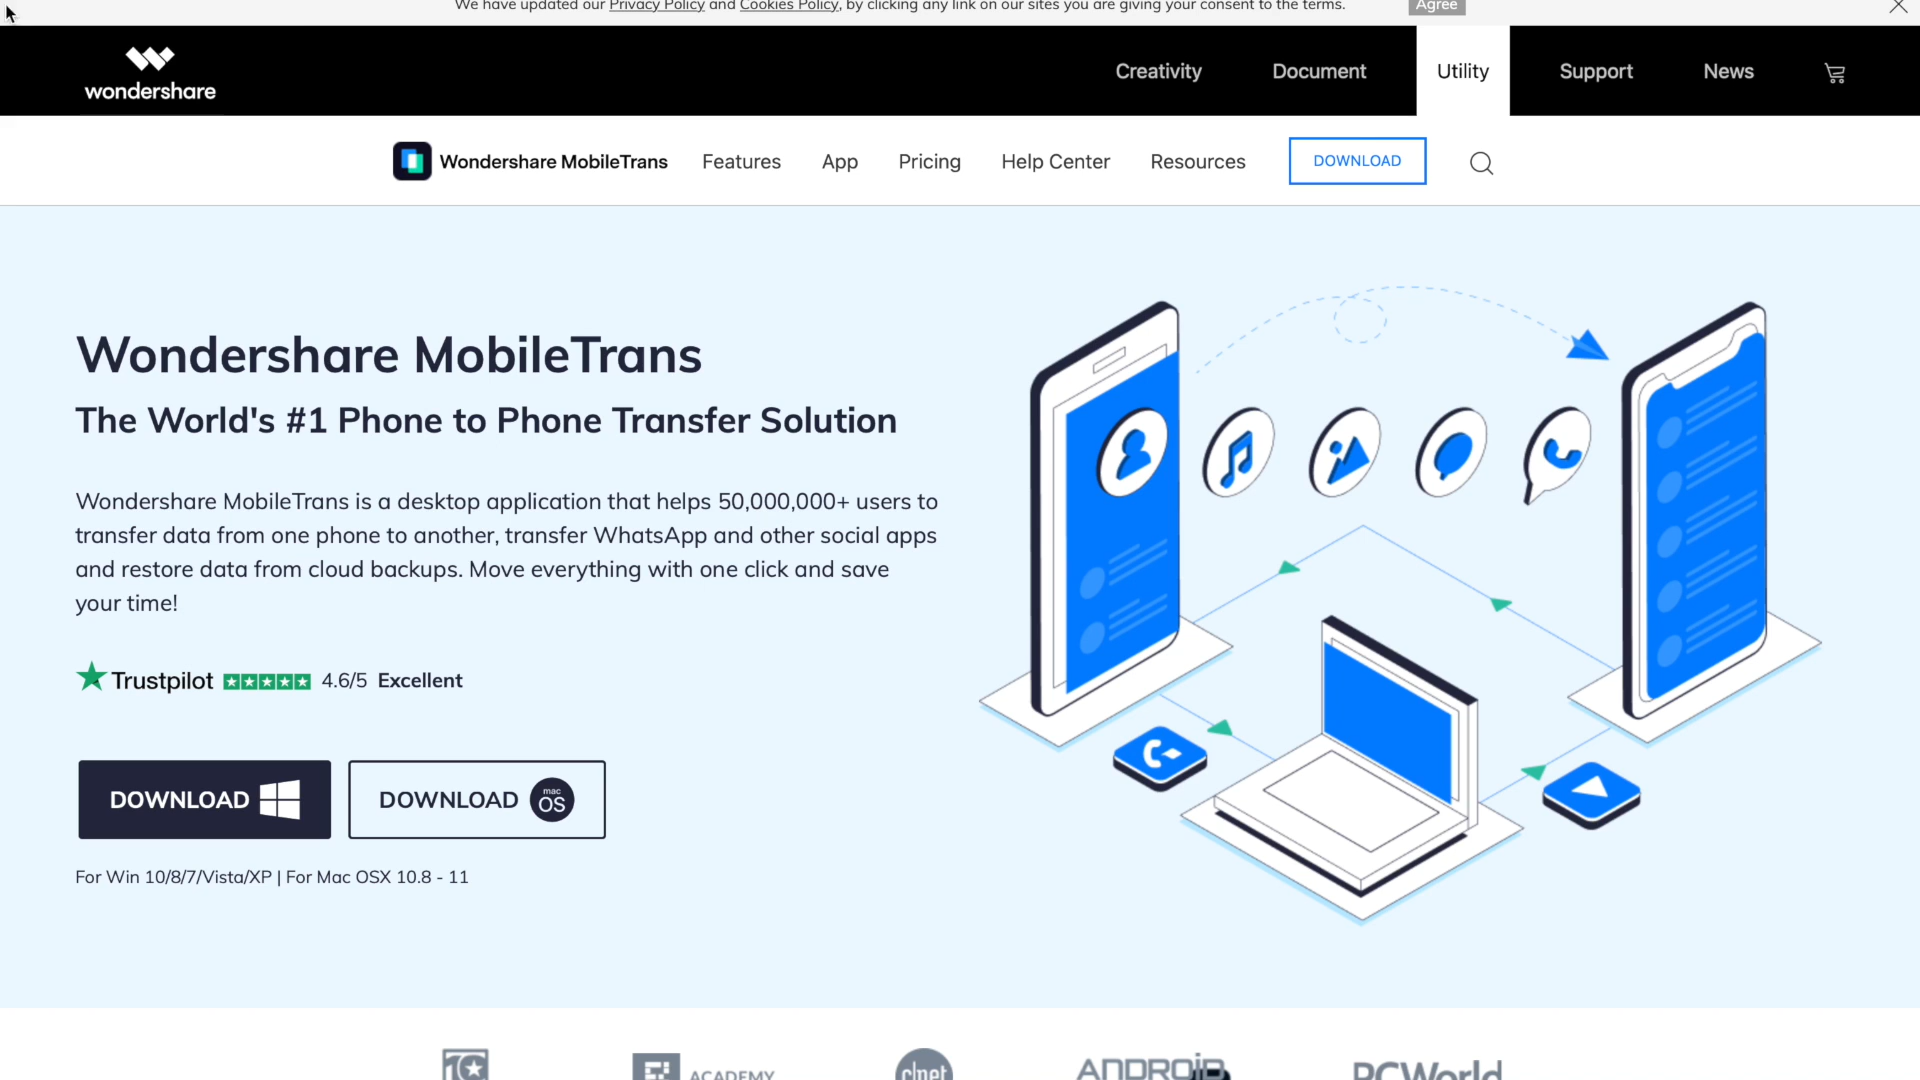 We have updated our Privacy Policy and Cookies Policy, by clicking any link on our sites you are giving your consent to the terms. Agree
wondershare
Creativity Document Utility Support News
Wondershare MobileTrans Features App Pricing Help Center Resources DOWNLOAD
Wondershare MobileTrans
The World's #1 Phone to Phone Transfer Solution
Wondershare MobileTrans is a desktop application that helps 50,000,000+ users to
transfer data from one phone to another, transfer WhatsApp and other social apps
and restore data from cloud backups. Move everything with one click and save
your time!
Trustpilot 4.6/5 Excellent
DOWNLOAD DOWNLOAD mac OS
For Win 10/8/7/Vista/XP | For Mac OSX 10.8 - 11
ACADEMY c|net ANDROID PCWorld